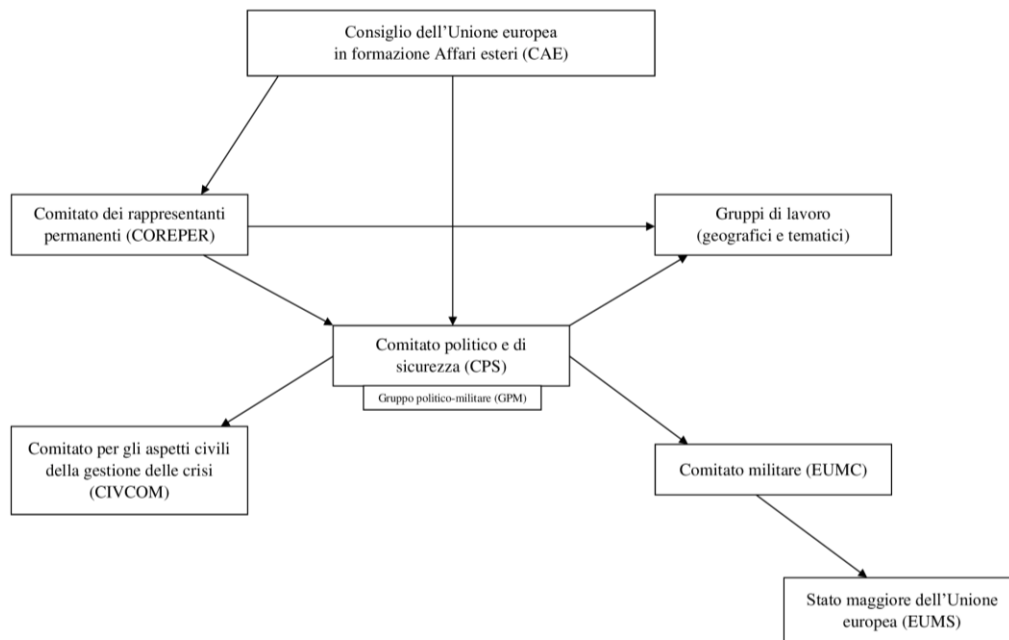 Consiglio dell’Unione europea
in formazione Affari esteri (CAE)
Comitato dei rappresentanti
permanenti (COREPER)
Gruppi di lavoro
(geografici e tematici)
Comitato politico e di
sicurezza (CPS)
Gruppo politico-militare (GPM)
Comitato per gli aspetti civili
della gestione delle crisi
(CIVCOM)
Comitato militare (EUMC)
Stato maggiore dell’Unione
europea (EUMS)